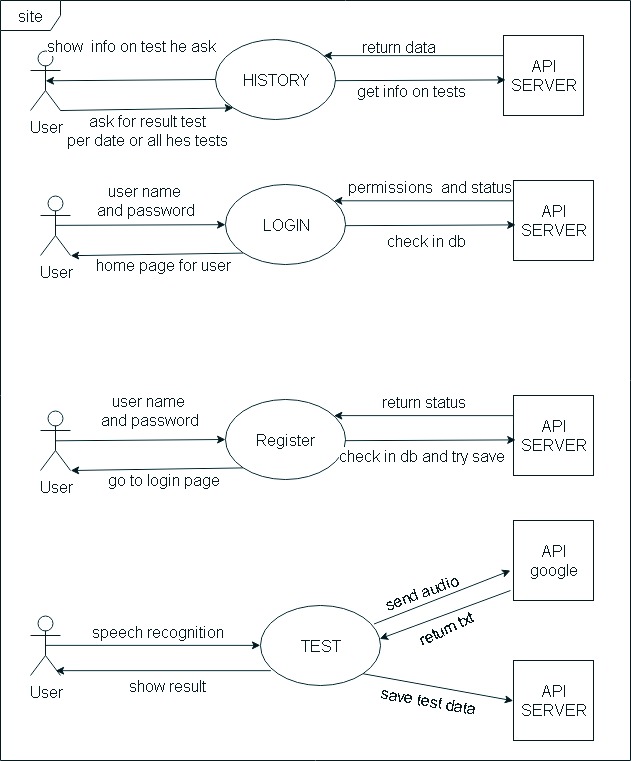 site
show  info on test he ask
return data
HISTORY
API
SERVER
get info on tests
User
ask for result test
per date or all hes tests
user name
and password
permissions  and status
LOGIN
API
SERVER
check in db
User
home page for user
user name
and password
return status
Register
API
SERVER
check in db and try save
User
go to login page
API
google
send audio
return txt
speech recognition
TEST
User
show result
save test data
API
SERVER